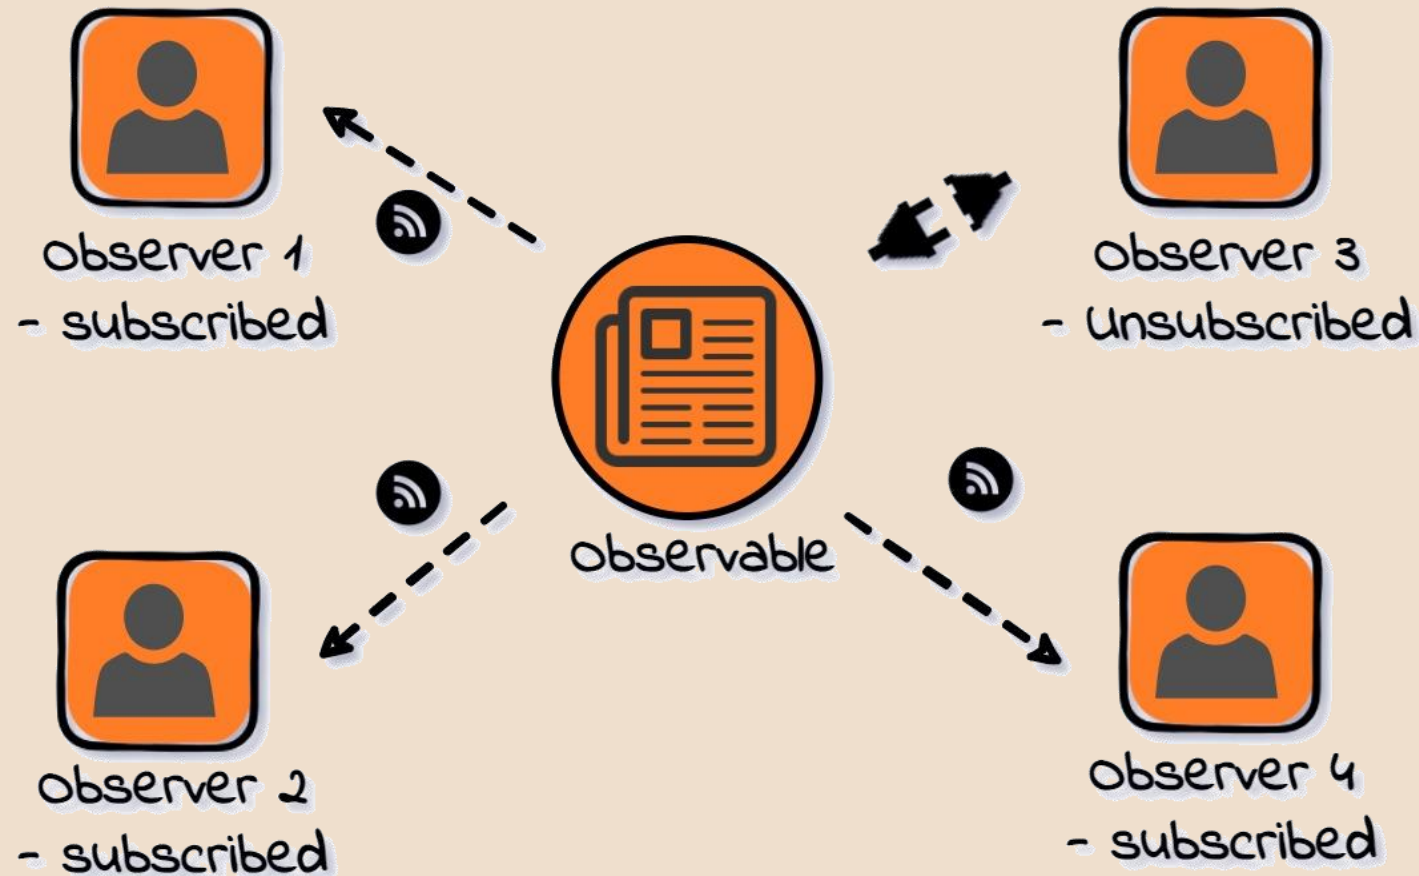 Observer 1
- subscribed
Observer 3
- Unsubscribed
Observable
Observer 2
- subscribed
Observer 4
- subscribed